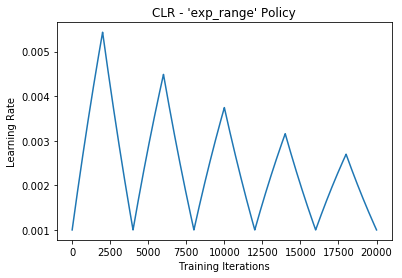 CLR - 'exp_range' Policy
Learning Rate
0.005
0.004
0.003
0.002
0.001
0 2500 5000 7500 10000 12500 15000 17500 20000
Training Iterations